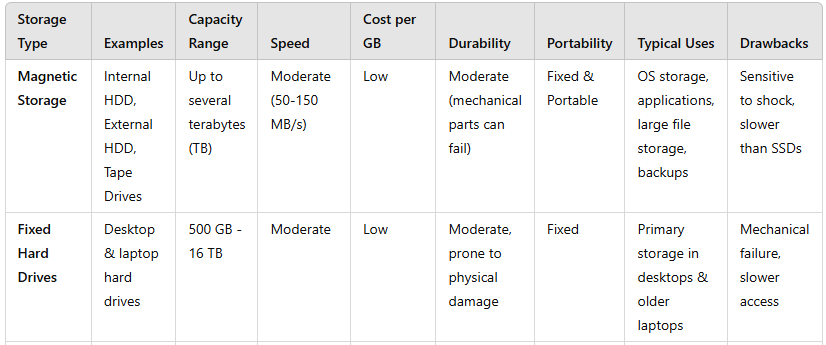 Storage Type	Examples	Capacity Range	Speed	Cost per GB	Durability	Portability	Typical Uses	Drawbacks
Magnetic Storage	Internal HDD, External HDD, Tape Drives	Up to several terabytes (TB)	Moderate (50-150 MB/s)	Low	Moderate (mechanical parts can fail)	Fixed & Portable	OS storage, applications, large file storage, backups	Sensitive to shock, slower than SSDs
Fixed Hard Drives	Desktop & laptop hard drives	500 GB - 16 TB	Moderate	Low	Moderate, prone to physical damage	Fixed	Primary storage in desktops & older laptops	Mechanical failure, slower access